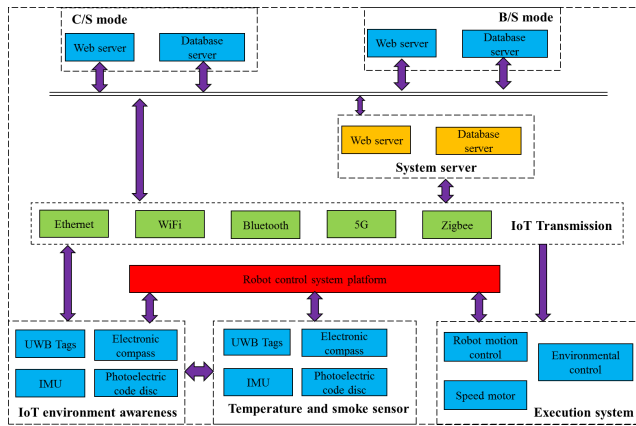 C/S mode
B/S mode
Web server
Database
server
Web server
Database
server
Web server
Database
server
System server
Ethernet
WiFi
Bluetooth
5G
Zigbee
IoT Transmission
Robot control system platform
UWB Tags
Electronic
compass
IMU
Photoelectric
code disc
IoT environment awareness
UWB Tags
Electronic
compass
IMU
Photoelectric
code disc
Temperature and smoke sensor
Robot motion
control
Environmental
control
Speed motor
Execution system